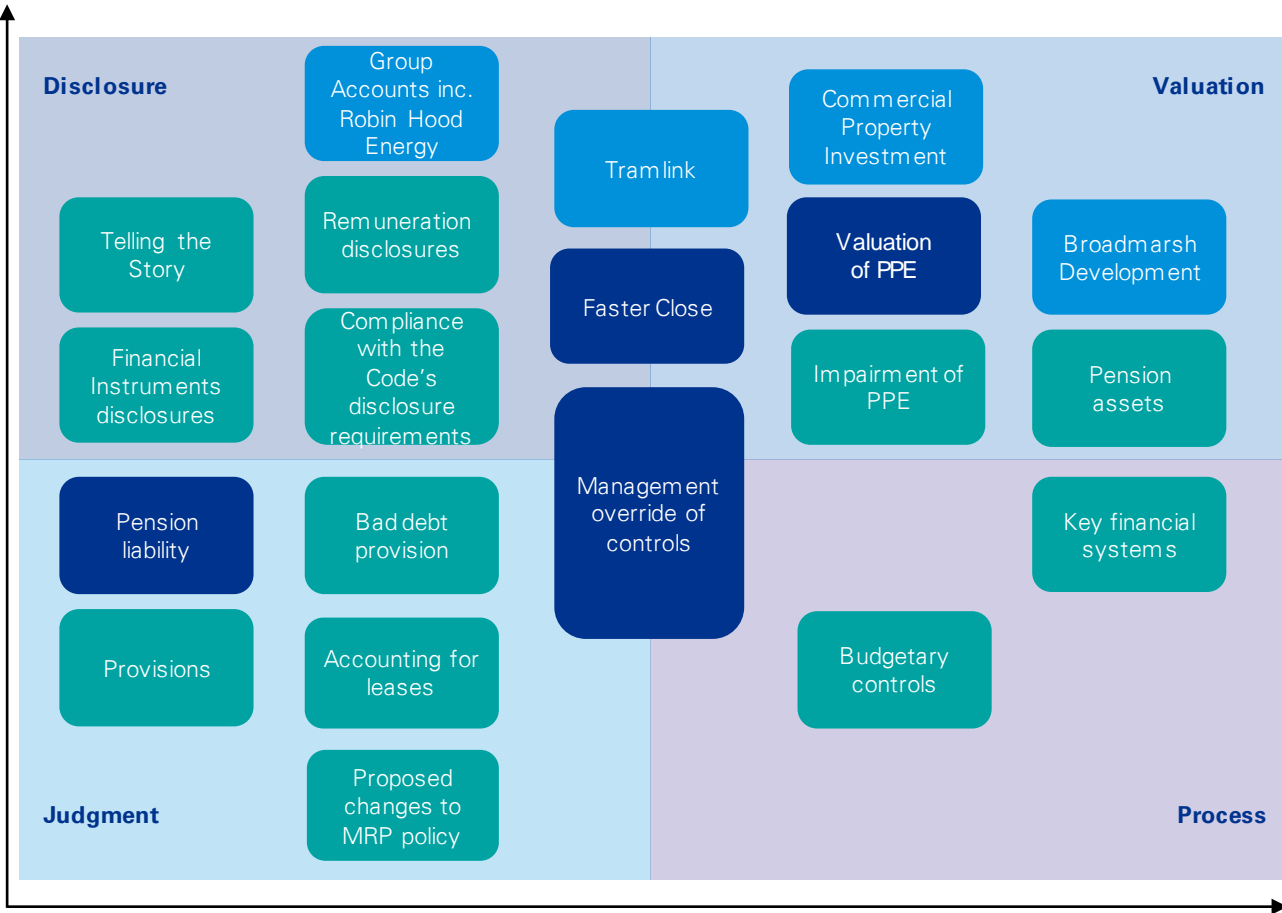 Disclosure
Group
Accounts inc.
Robin Hood
Energy
Telling the
Story
Remuneration
disclosures
Financial
Instruments
disclosures
Compliance
with the
Code's
disclosure
requirements
Tramlink
Faster Close
Management
override of
controls
Commercial
Property
Investment
Valuation
Valuation
of PPE
Broadmarsh
Development
Impairment of
PPE
Pension
assets
Pension
liability
Bad debt
provision
Provisions
Accounting for
leases
Proposed
changes to
MRP policy
Judgment
Key financial
systems
Budgetary
controls
Process